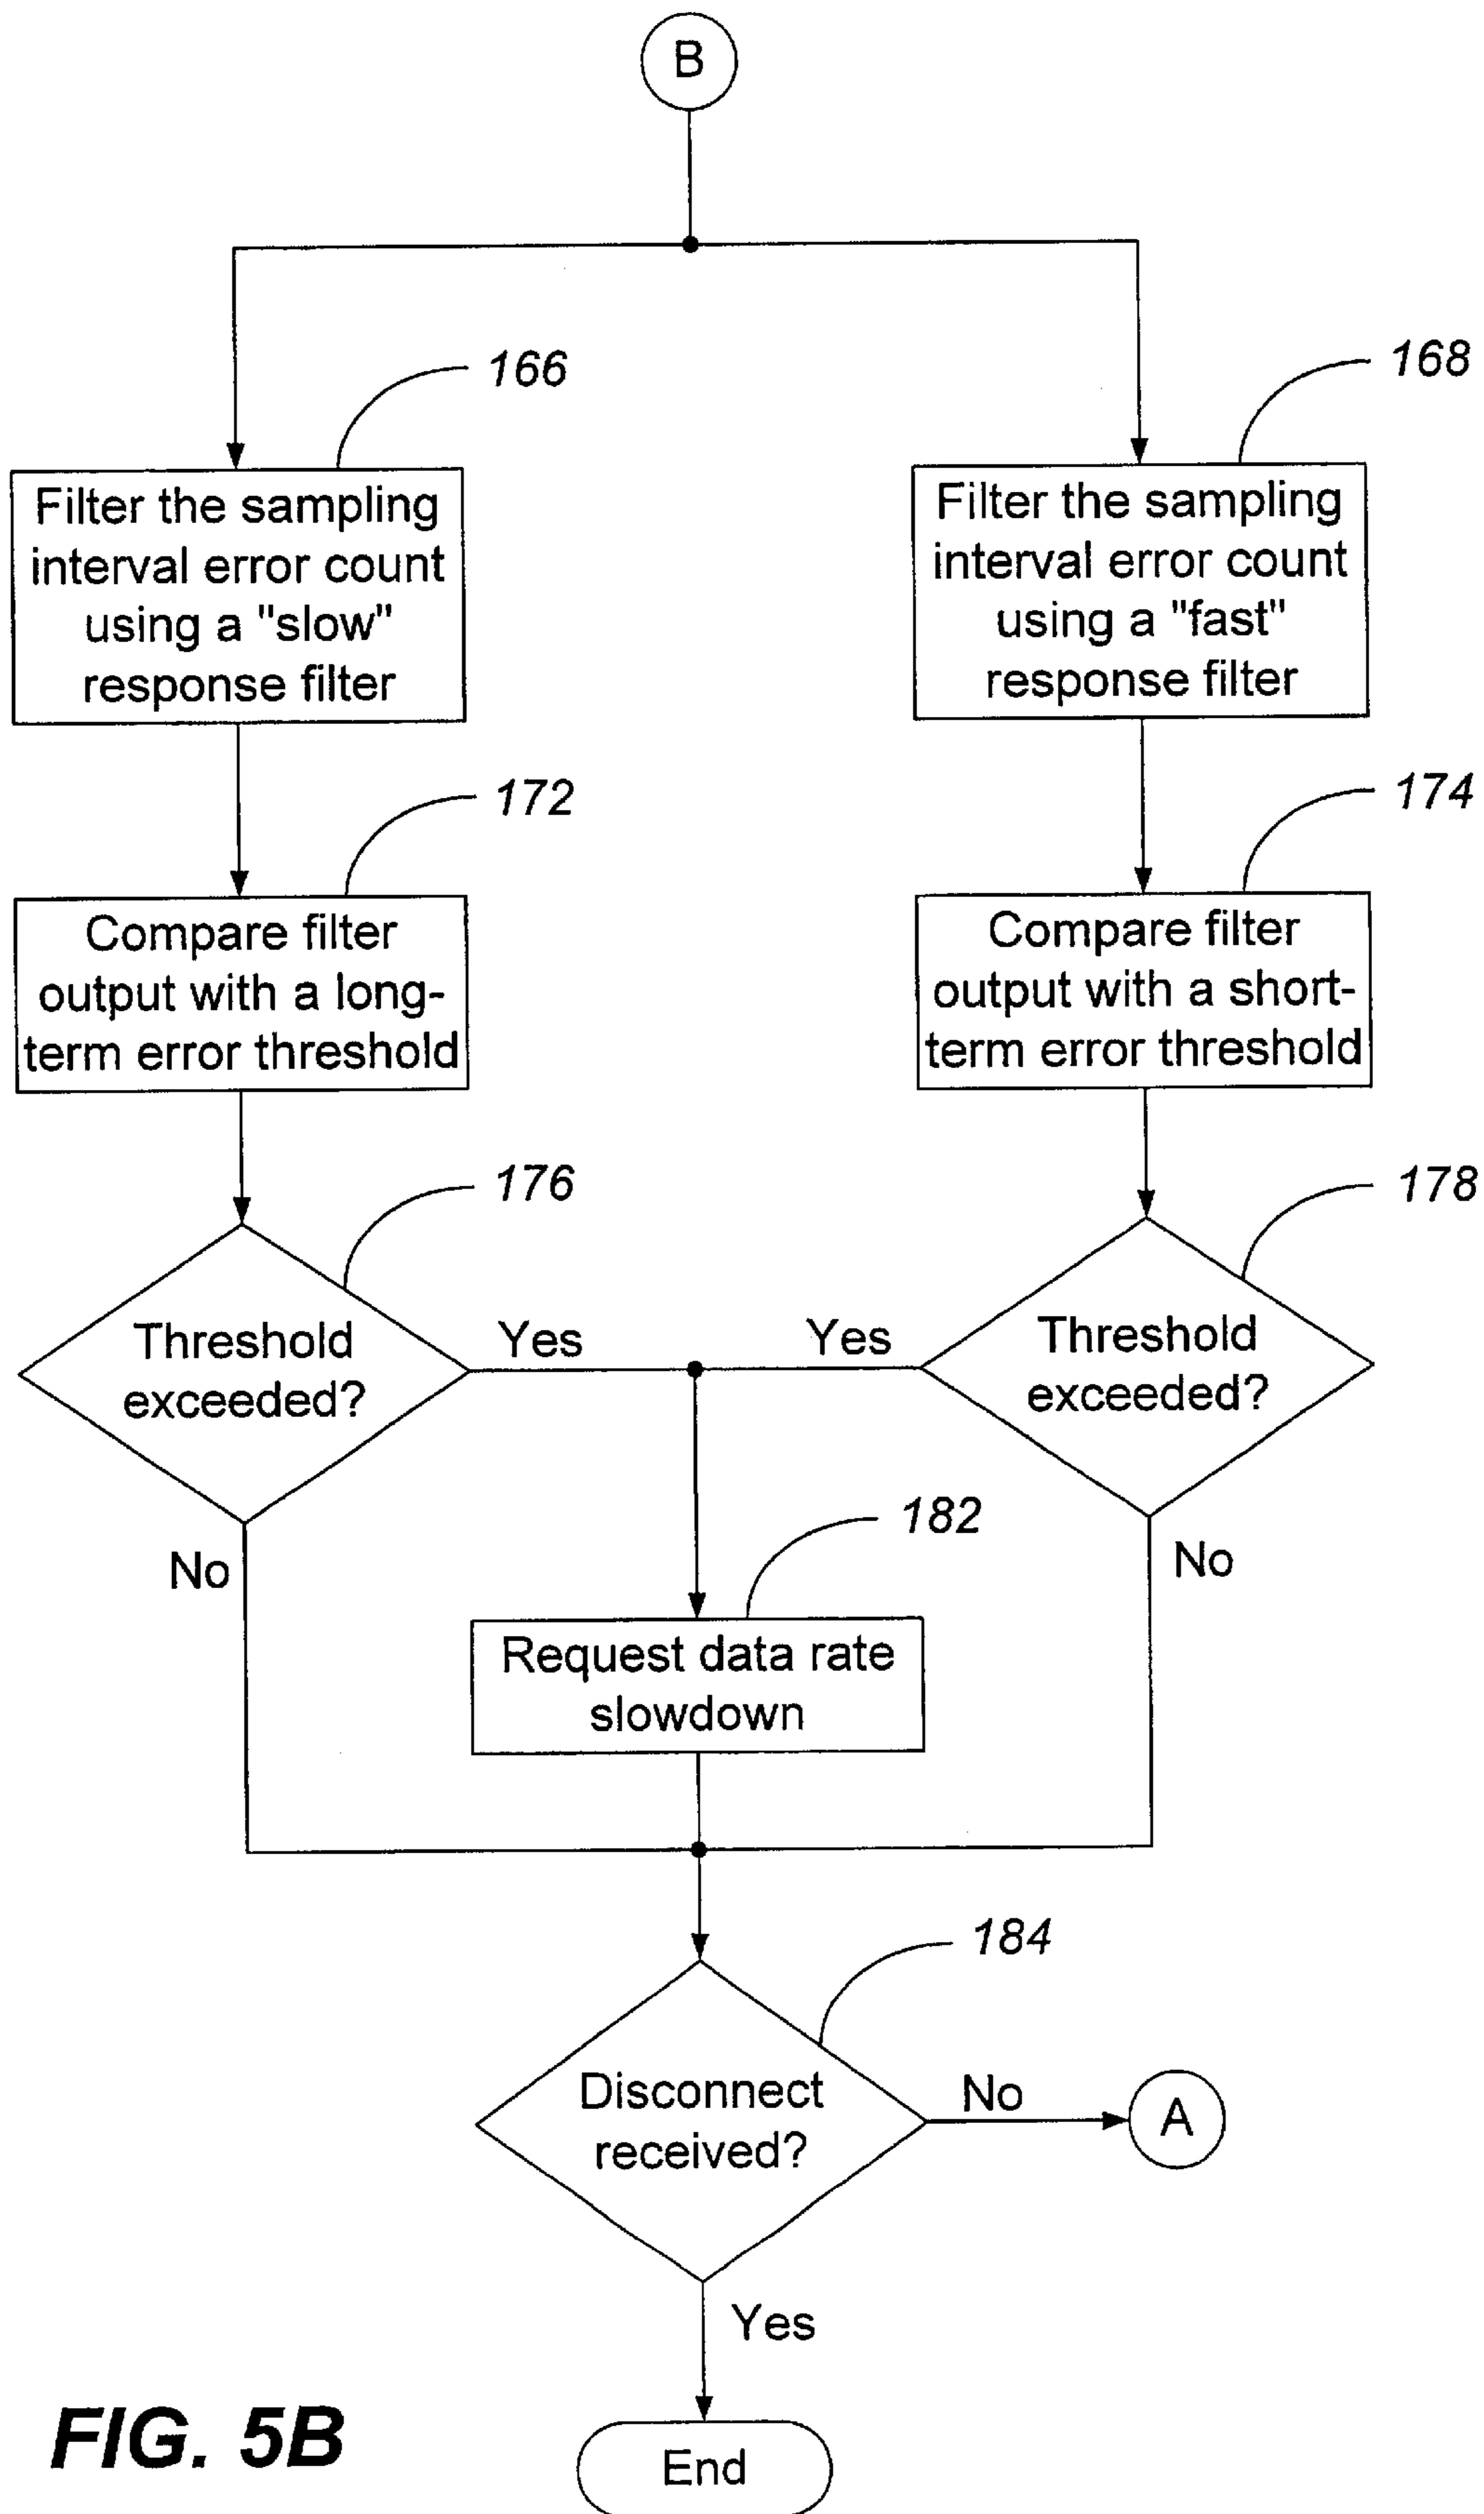 B
166
168
Filter the sampling
interval error count
using a "slow"
response filter
Filter the sampling
interval error count
using a "fast"
response filter
172
174
Compare filter
output with a long-
term error threshold
Compare filter
output with a short-
term error threshold
176
178
Threshold
exceeded?
Yes
Yes
Threshold
exceeded?
182
No
No
Request data rate
slowdown
184
Disconnect
received?
No
A
Yes
End
FIG. 5B